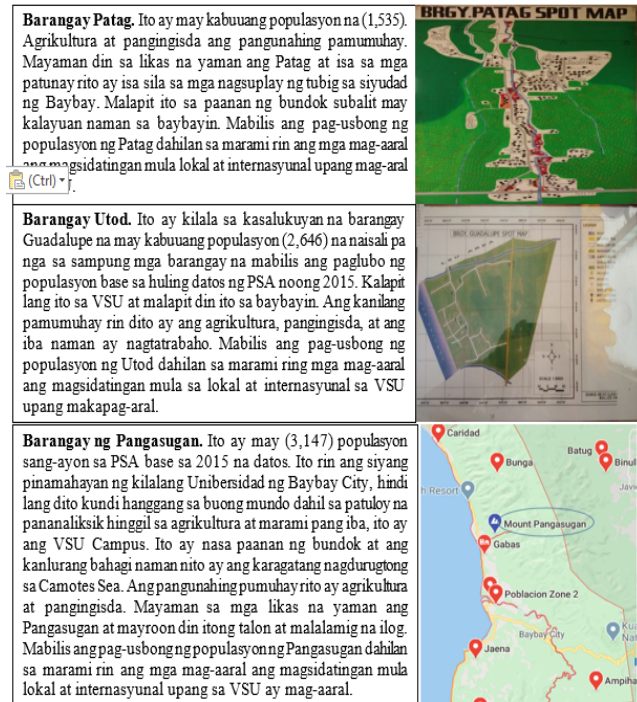 Barangay Patag. Ito ay may kabuuang populasyon na (1,535).
Agrikultura at pangingisda ang pangunahing pamumuhay.
Mayaman din sa likas na yaman ang Patag at isa sa mga
patunay rito ay isa sila sa mga nagsuplay ng tubig sa siyudad
ng Baybay. Malapit ito sa paanan ng bundok subalit may
kalayuan naman sa baybayin. Mabilis ang pag-usbong ng
populasyon ng Patag dahilan sa marami rin ang mga mag-aaral
ang magsidatingan mula lokal at internasyunal upang mag-aral
(Ctrl)
BRGY. PATAG SPOT MAP
Barangay Utod. Ito ay kilala sa kasalukuyan na barangay
Guadalupe na may kabuuang populasyon (2,646) na naisali pa
nga sa sampung mga barangay na mabilis ang paglubo ng
populasyon base sa huling datos ng PSA noong 2015. Kalapit
lang ito sa VSU at malapit din ito sa baybayin. Ang kanilang
pamumuhay rin dito ay ang agrikultura, pangingisda, at ang
iba naman ay nagtatrabaho. Mabilis ang pag-usbong ng
populasyon ng Utod dahilan sa marami ring mga mag-aaral
ang magsidatingan mula sa lokal at internasyunal sa VSU
upang makapag-aral.
BRGY. GUADALUPE SPOT MAP
Barangay ng Pangasugan. Ito ay may (3,147) populasyon
sang-ayon sa PSA base sa 2015 na datos. Ito rin ang siyang
pinamahayan ng kilalang Unibersidad ng Baybay City, hindi
lang dito kundi hanggang sa buong mundo dahil sa patuloy na
pananaliksik hinggil sa agrikultura at marami pang iba, ito ay
ang VSU Campus. Ito ay nasa paanan ng bundok at ang
kanlurang bahagi naman nito ay ang karagatang nagdurugtong
sa Camotes Sea. Ang pangunahing pumuhay rito ay agrikultura
at pangingisda. Mayaman sa mga likas na yaman ang
Pangasugan at mayroon din itong talon at malalamig na ilog.
Mabilis ang pag-usbong ng populasyon ng Pangasugan dahilan
sa marami rin ang mga mag-aaral ang magsidatingan mula
lokal at internasyunal upang sa VSU ay mag-aaral.
Caridad
Bunga
Batug
Binul
Javi
h Resort
Mount Pangasugan
Gabas
Poblacion Zone 2
Baybay City
Kua
Nat
Jaena
Ampiha